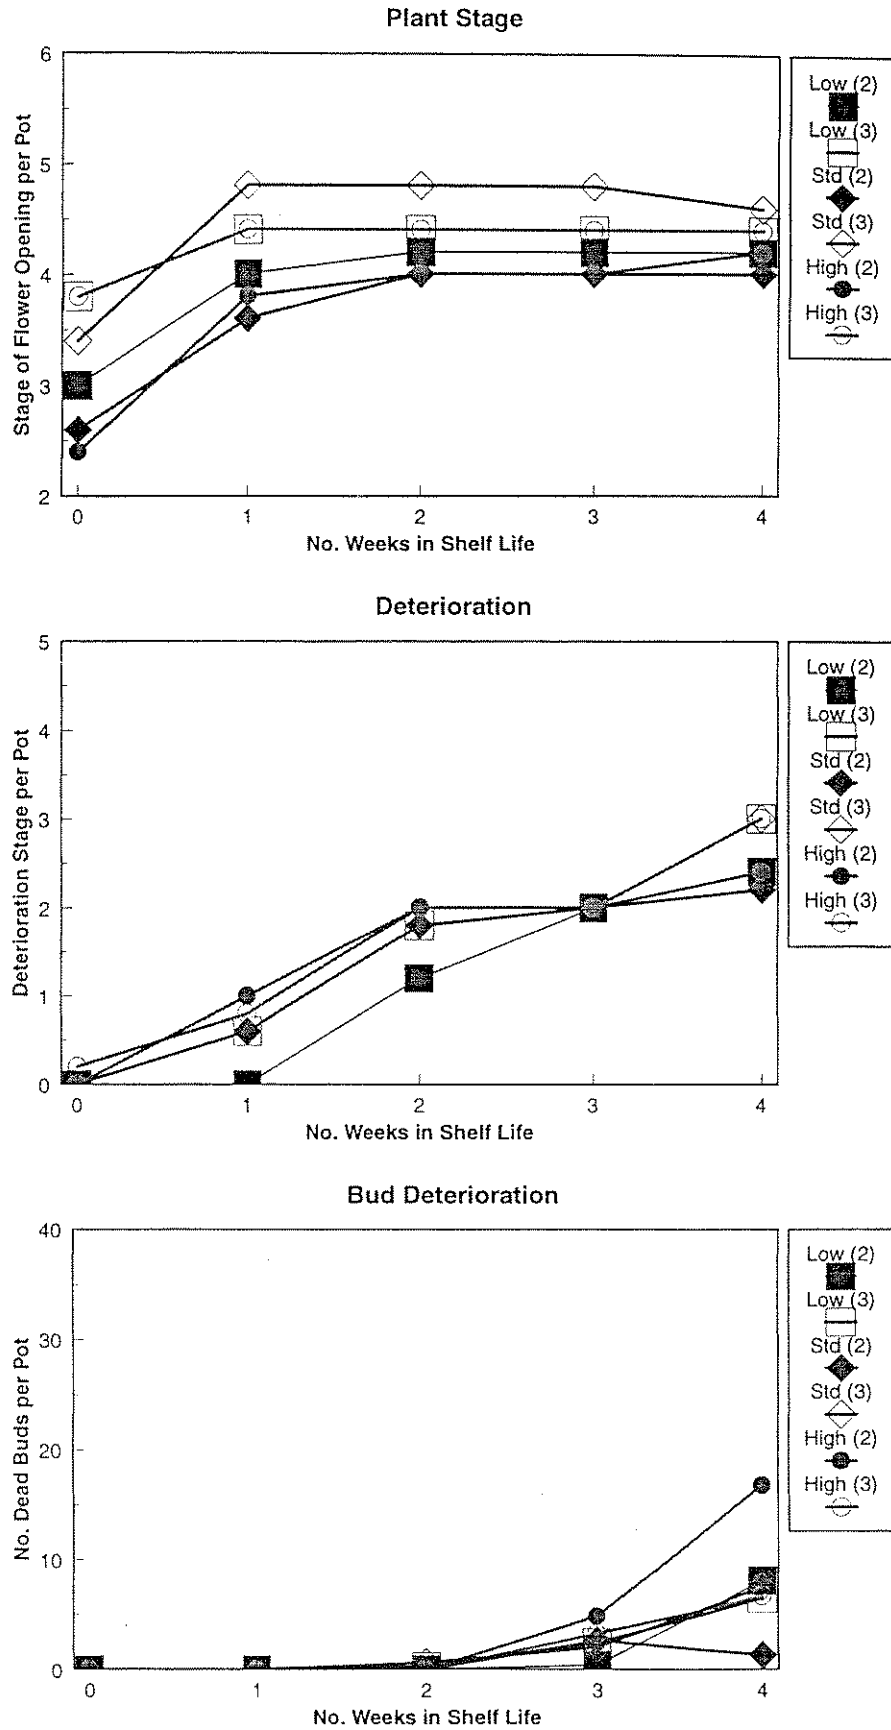 Plant Stage
6
5
4
3
2
Stage of Flower Opening per Pot
0 1 2 3 4
No. Weeks in Shelf Life
Low (2)
Low (3)
Std (2)
Std (3)
High (2)
High (3)
Deterioration
5
4
3
2
1
0
Deterioration Stage per Pot
0 1 2 3 4
No. Weeks in Shelf Life
Low (2)
Low (3)
Std (2)
Std (3)
High (2)
High (3)
Bud Deterioration
40
30
20
10
0
No. Dead Buds per Pot
0 1 2 3 4
No. Weeks in Shelf Life
Low (2)
Low (3)
Std (2)
Std (3)
High (2)
High (3)